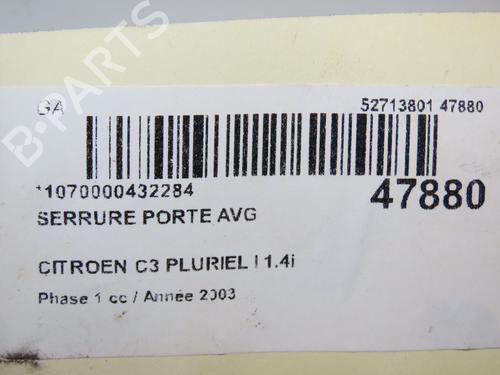 GA
52713801 47880
*1070000432284
47880
SERRURE PORTE AVG
CITROEN C3 PLURIEL I 1.4i
Phase 1 cc / Année 2003
B-PARTS